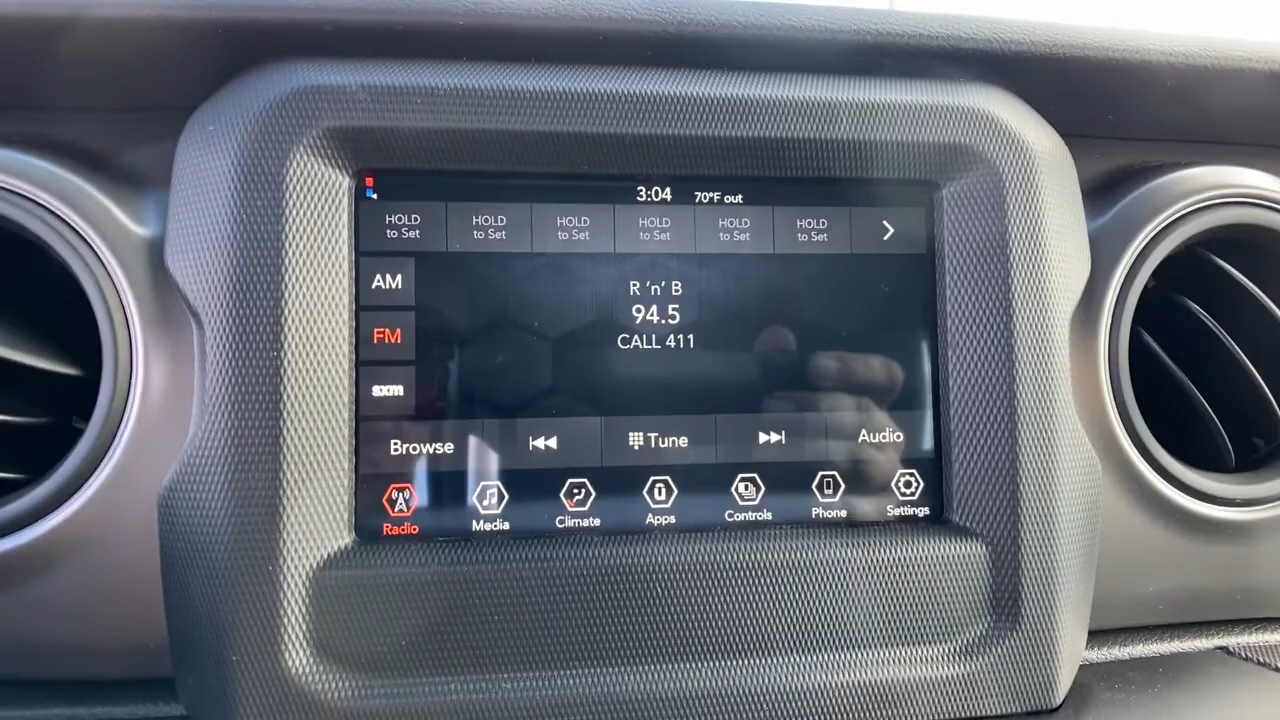 3:04 70°F out
HOLD to Set
HOLD to Set
HOLD to Set
HOLD to Set
HOLD to Set
HOLD to Set
AM
FM
sxm
R 'n' B
94.5
CALL 411
Browse Tune Audio
Radio Media Climate Apps Controls Phone Settings